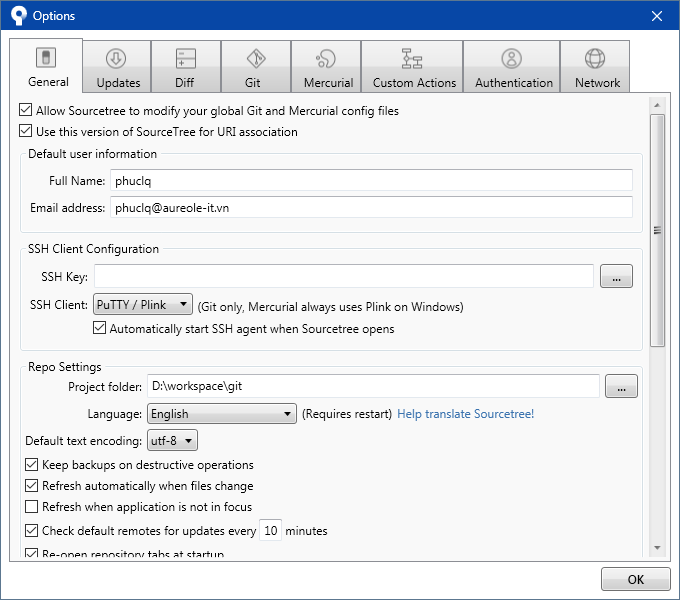 Options
General
Updates
Diff
Git
Mercurial
Custom Actions
Authentication
Network
Allow Sourcetree to modify your global Git and Mercurial config files
Use this version of SourceTree for URI association
Default user information
Full Name: phuclq
Email address: phuclq@aureole-it.vn
SSH Client Configuration
SSH Key: ...
SSH Client: PuTTY / Plink (Git only, Mercurial always uses Plink on Windows)
Automatically start SSH agent when Sourcetree opens
Repo Settings
Project folder: D:\workspace\git ...
Language: English (Requires restart) Help translate Sourcetree!
Default text encoding: utf-8
Keep backups on destructive operations
Refresh automatically when files change
Refresh when application is not in focus
Check default remotes for updates every 10 minutes
Re-open repository tabs at startup
OK